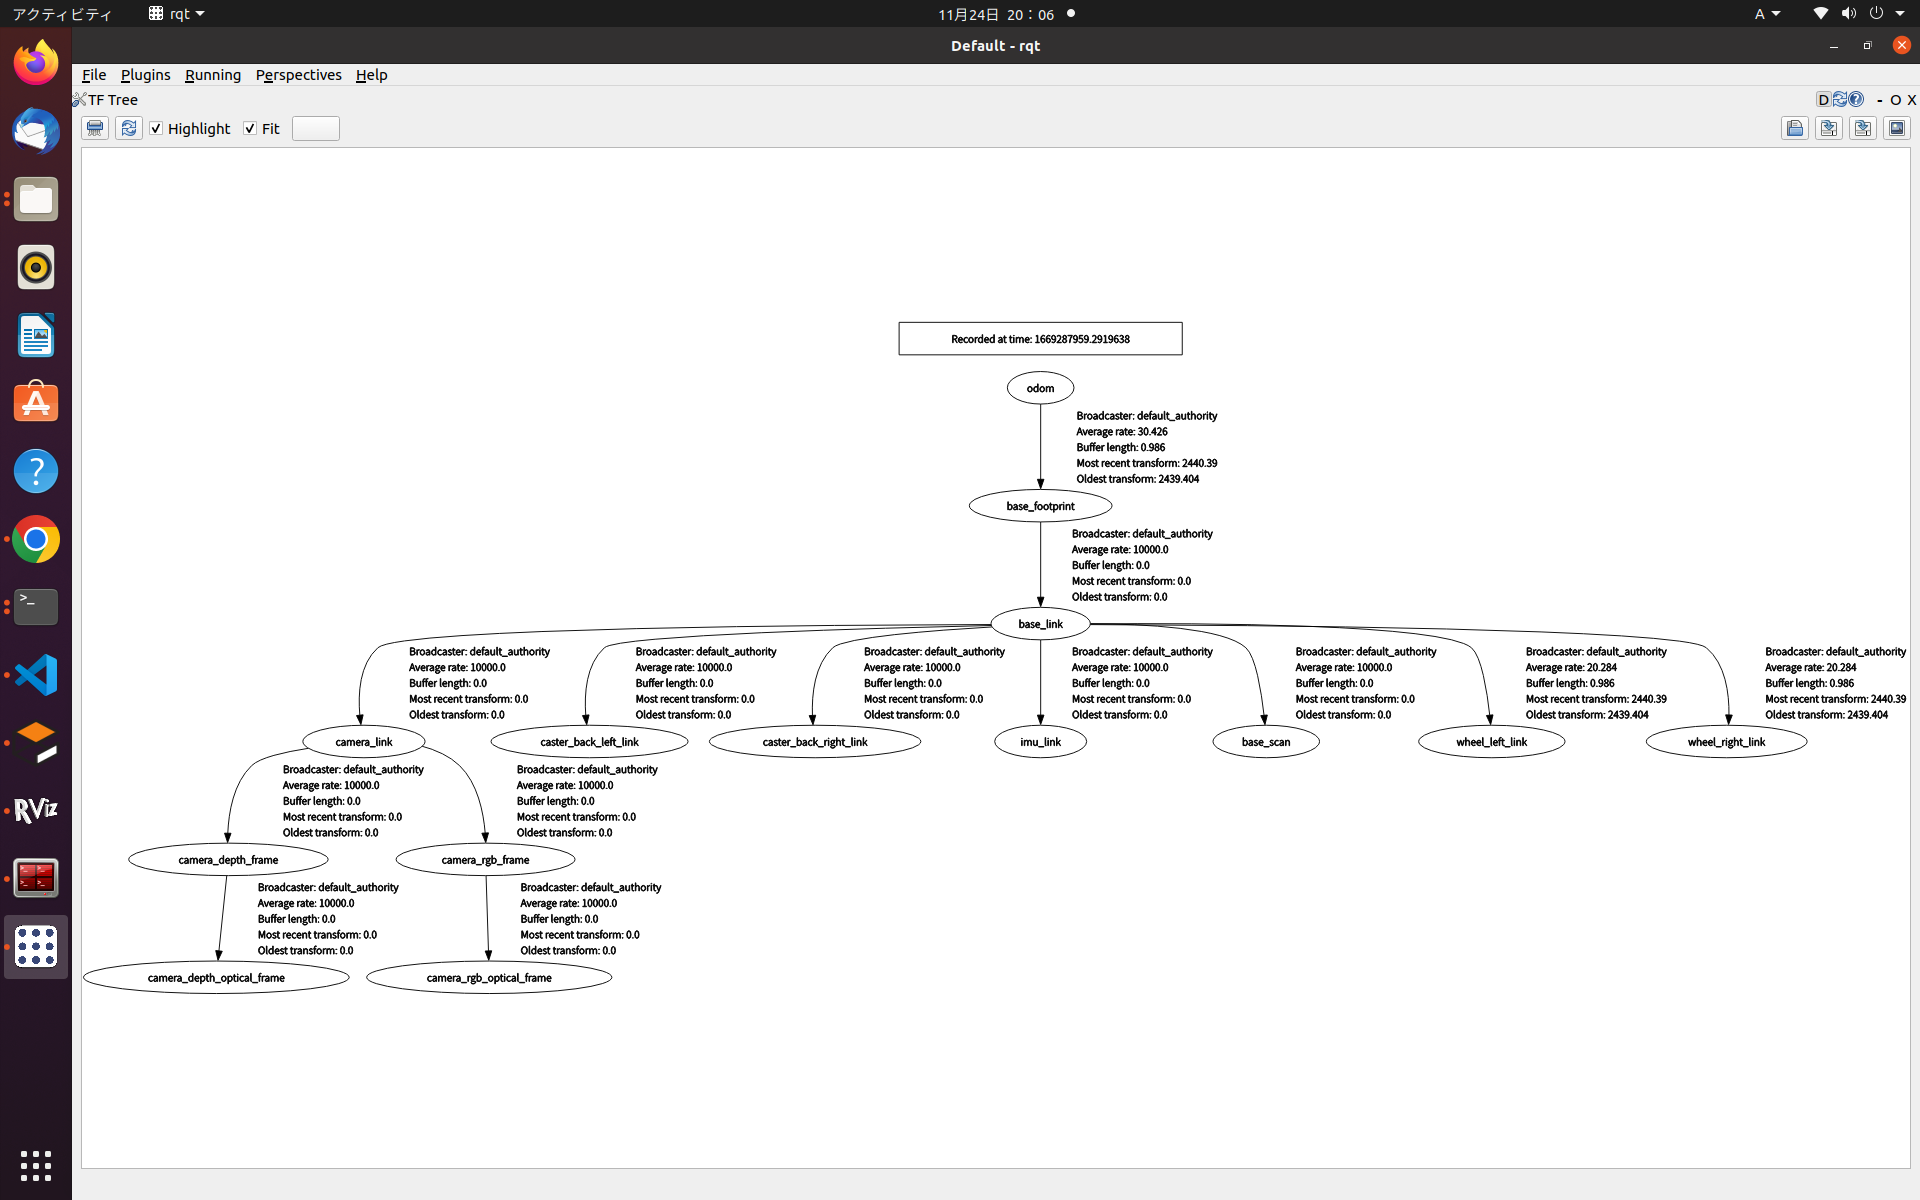 アクティビティ
rqt
11月24日 20：06
A
Default - rqt
File Plugins Running Perspectives Help
TF Tree
D
- O X
Highlight Fit
Recorded at time: 1669287959.2919638
odom
Broadcaster: default_authority
Average rate: 30.426
Buffer length: 0.986
Most recent transform: 2440.39
Oldest transform: 2439.404
base_footprint
Broadcaster: default_authority
Average rate: 10000.0
Buffer length: 0.0
Most recent transform: 0.0
Oldest transform: 0.0
base_link
Broadcaster: default_authority
Average rate: 10000.0
Buffer length: 0.0
Most recent transform: 0.0
Oldest transform: 0.0
Broadcaster: default_authority
Average rate: 10000.0
Buffer length: 0.0
Most recent transform: 0.0
Oldest transform: 0.0
Broadcaster: default_authority
Average rate: 10000.0
Buffer length: 0.0
Most recent transform: 0.0
Oldest transform: 0.0
Broadcaster: default_authority
Average rate: 10000.0
Buffer length: 0.0
Most recent transform: 0.0
Oldest transform: 0.0
Broadcaster: default_authority
Average rate: 10000.0
Buffer length: 0.0
Most recent transform: 0.0
Oldest transform: 0.0
Broadcaster: default_authority
Average rate: 20.284
Buffer length: 0.986
Most recent transform: 2440.39
Oldest transform: 2439.404
Broadcaster: default_authority
Average rate: 20.284
Buffer length: 0.986
Most recent transform: 2440.39
Oldest transform: 2439.404
camera_link
caster_back_left_link
caster_back_right_link
imu_link
base_scan
wheel_left_link
wheel_right_link
Broadcaster: default_authority
Average rate: 10000.0
Buffer length: 0.0
Most recent transform: 0.0
Oldest transform: 0.0
Broadcaster: default_authority
Average rate: 10000.0
Buffer length: 0.0
Most recent transform: 0.0
Oldest transform: 0.0
camera_depth_frame
camera_rgb_frame
Broadcaster: default_authority
Average rate: 10000.0
Buffer length: 0.0
Most recent transform: 0.0
Oldest transform: 0.0
Broadcaster: default_authority
Average rate: 10000.0
Buffer length: 0.0
Most recent transform: 0.0
Oldest transform: 0.0
camera_depth_optical_frame
camera_rgb_optical_frame
RViz